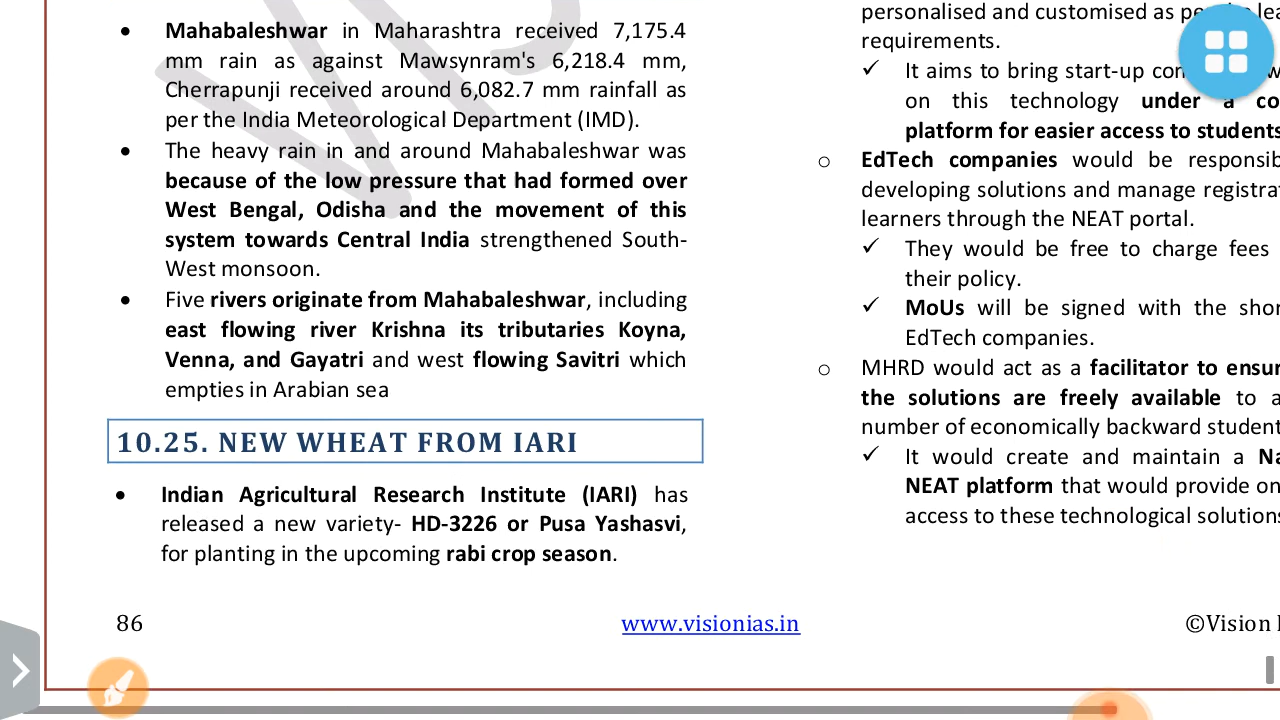 Mahabaleshwar in Maharashtra received 7,175.4
mm rain as against Mawsynram's 6,218.4 mm,
Cherrapunji received around 6,082.7 mm rainfall as
per the India Meteorological Department (IMD).
The heavy rain in and around Mahabaleshwar was
because of the low pressure that had formed over
West Bengal, Odisha and the movement of this
system towards Central India strengthened South-
West monsoon.
Five rivers originate from Mahabaleshwar, including
east flowing river Krishna its tributaries Koyna,
Venna, and Gayatri and west flowing Savitri which
empties in Arabian sea
10.25. NEW WHEAT FROM IARI
Indian Agricultural Research Institute (IARI) has
released a new variety- HD-3226 or Pusa Yashasvi,
for planting in the upcoming rabi crop season.
personalised and customised as
requirements.
It aims to bring start-up
on this technology under a
platform for easier access to students
EdTech companies would be
developing solutions and manage
learners through the NEAT portal.
They would be free to charge fees
their policy.
MoUs will be signed with the
EdTech companies.
MHRD would act as a facilitator to
the solutions are freely available to
number of economically backward
It would create and maintain a
NEAT platform that would provide
access to these technological solutions
86
www.visionias.in
©Vision